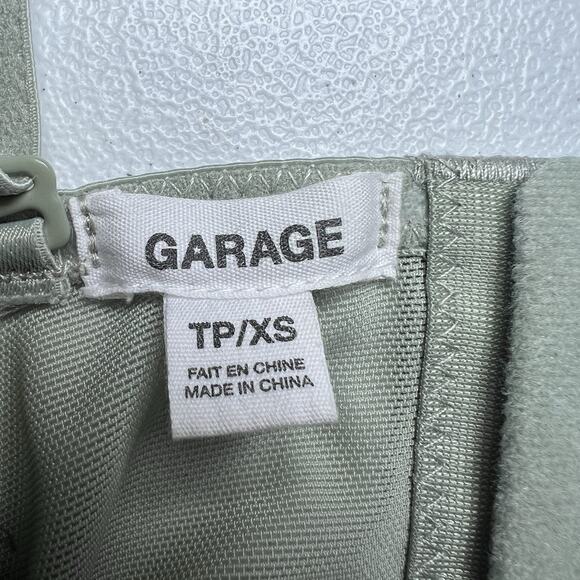 GARAGE
TP/XS
FAIT EN CHINE
MADE IN CHINA